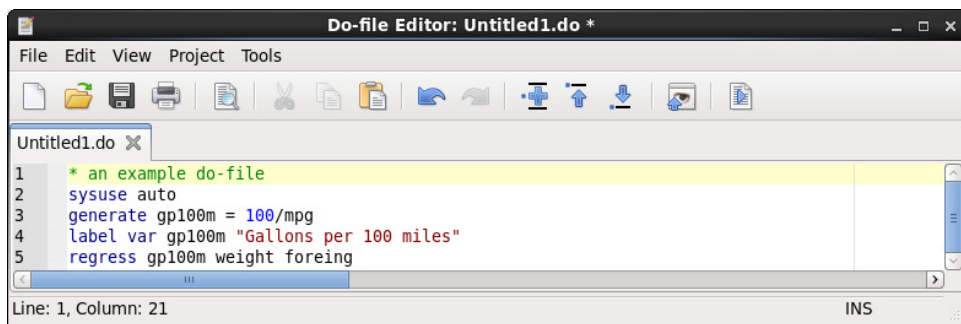 Do-file Editor: Untitled1.do *
File Edit View Project Tools
Untitled1.do
1 * an example do-file
2 sysuse auto
3 generate gp100m = 100/mpg
4 label var gp100m "Gallons per 100 miles"
5 regress gp100m weight foreing
Line: 1, Column: 21 INS